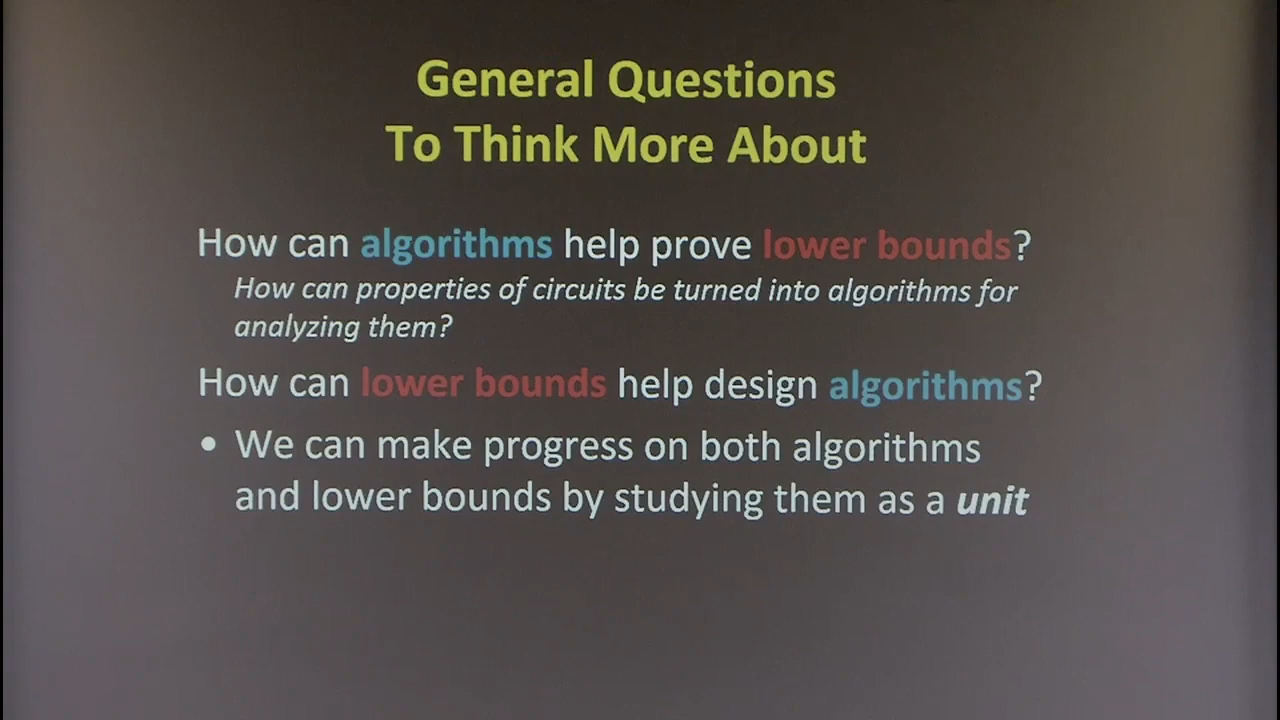 General Questions
To Think More About
How can algorithms help prove lower bounds?
How can properties of circuits be turned into algorithms for
analyzing them?
How can lower bounds help design algorithms?
• We can make progress on both algorithms
and lower bounds by studying them as a unit